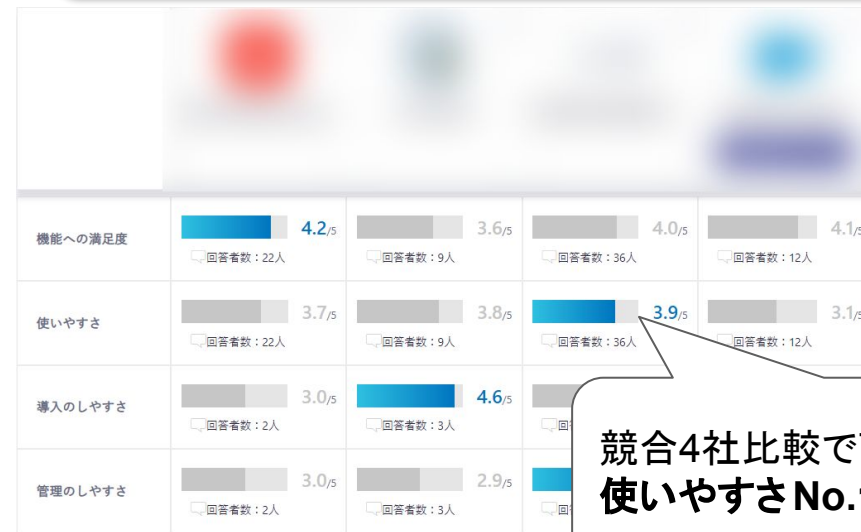 機能への満足度
4.2/5
回答者数：22人
3.6/5
回答者数：9人
4.0/5
回答者数：36人
4.1/5
回答者数：12人
使いやすさ
3.7/5
回答者数：22人
3.8/5
回答者数：9人
3.9/5
回答者数：36人
3.1/5
回答者数：12人
導入のしやすさ
3.0/5
回答者数：2人
4.6/5
回答者数：3人
回
管理のしやすさ
3.0/5
回答者数：2人
2.9/5
回答者数：3人
回
競合4社比較で
使いやすさNo.